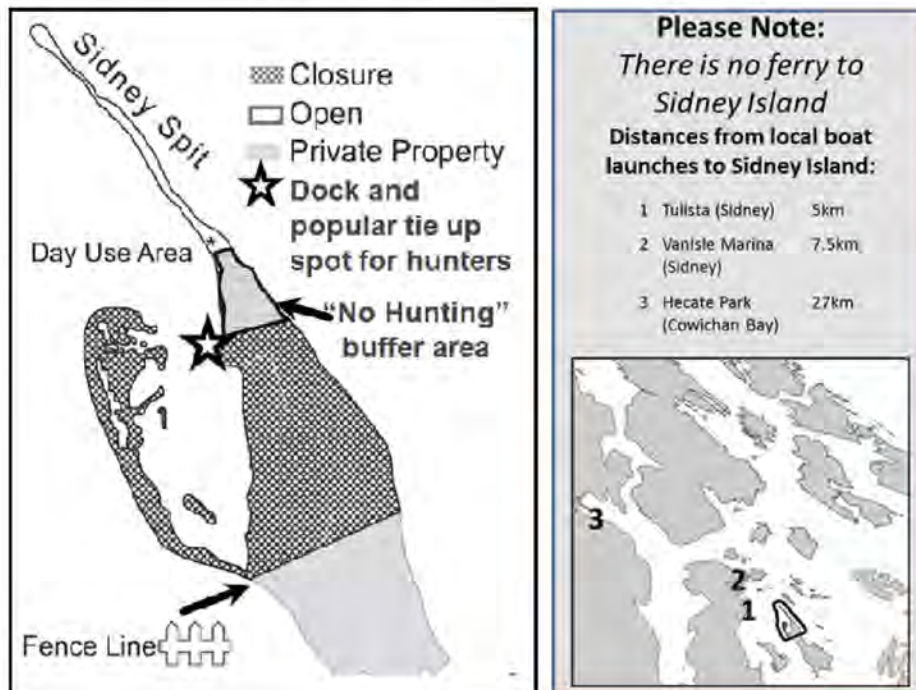 Sidney Spit
Closure
Open
Private Property
Dock and
popular tie up
spot for hunters
Day Use Area
"No Hunting"
buffer area
1
Fence Line
Please Note:
There is no ferry to
Sidney Island
Distances from local boat
launches to Sidney Island:
1 Tulista (Sidney) 5km
2 VanIsle Marina 7.5km
(Sidney)
3 Hecate Park 27km
(Cowichan Bay)
3
2
1